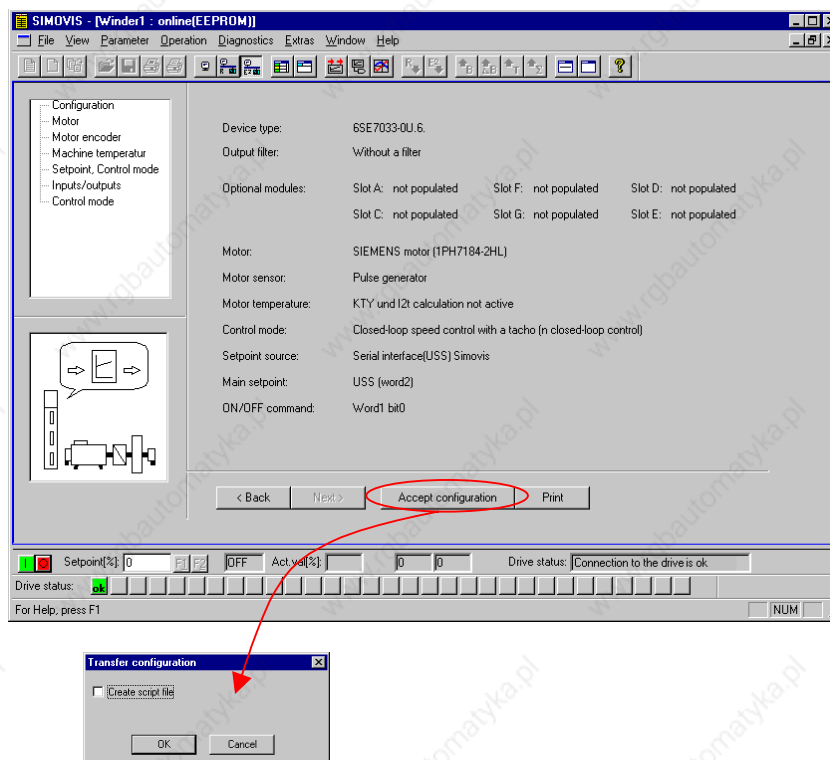 SIMOVIS - [Winder1 : online(EEPROM)]
File View Parameter Operation Diagnostics Extras Window Help
Configuration
Motor
Motor encoder
Machine temperatur
Setpoint, Control mode
Inputs/outputs
Control mode
Device type: 6SE7033-0U.6.
Output filter: Without a filter
Optional modules: Slot A: not populated Slot F: not populated Slot D: not populated
Slot C: not populated Slot G: not populated Slot E: not populated
Motor: SIEMENS motor (1PH7184-2HL)
Motor sensor: Pulse generator
Motor temperature: KTY und I2t calculation not active
Control mode: Closed-loop speed control with a tacho (n closed-loop control)
Setpoint source: Serial interface(USS) Simovis
Main setpoint: USS (word2)
ON/OFF command: Word1 bit0
< Back Next > Accept configuration Print
Setpoint[%]: 0 F1 F2 OFF Act.val[%]: 0 0 Drive status: Connection to the drive is ok
Drive status: ok
For Help, press F1 NUM
Transfer configuration
Create script file
OK Cancel
www.rgbautomatyka.pl